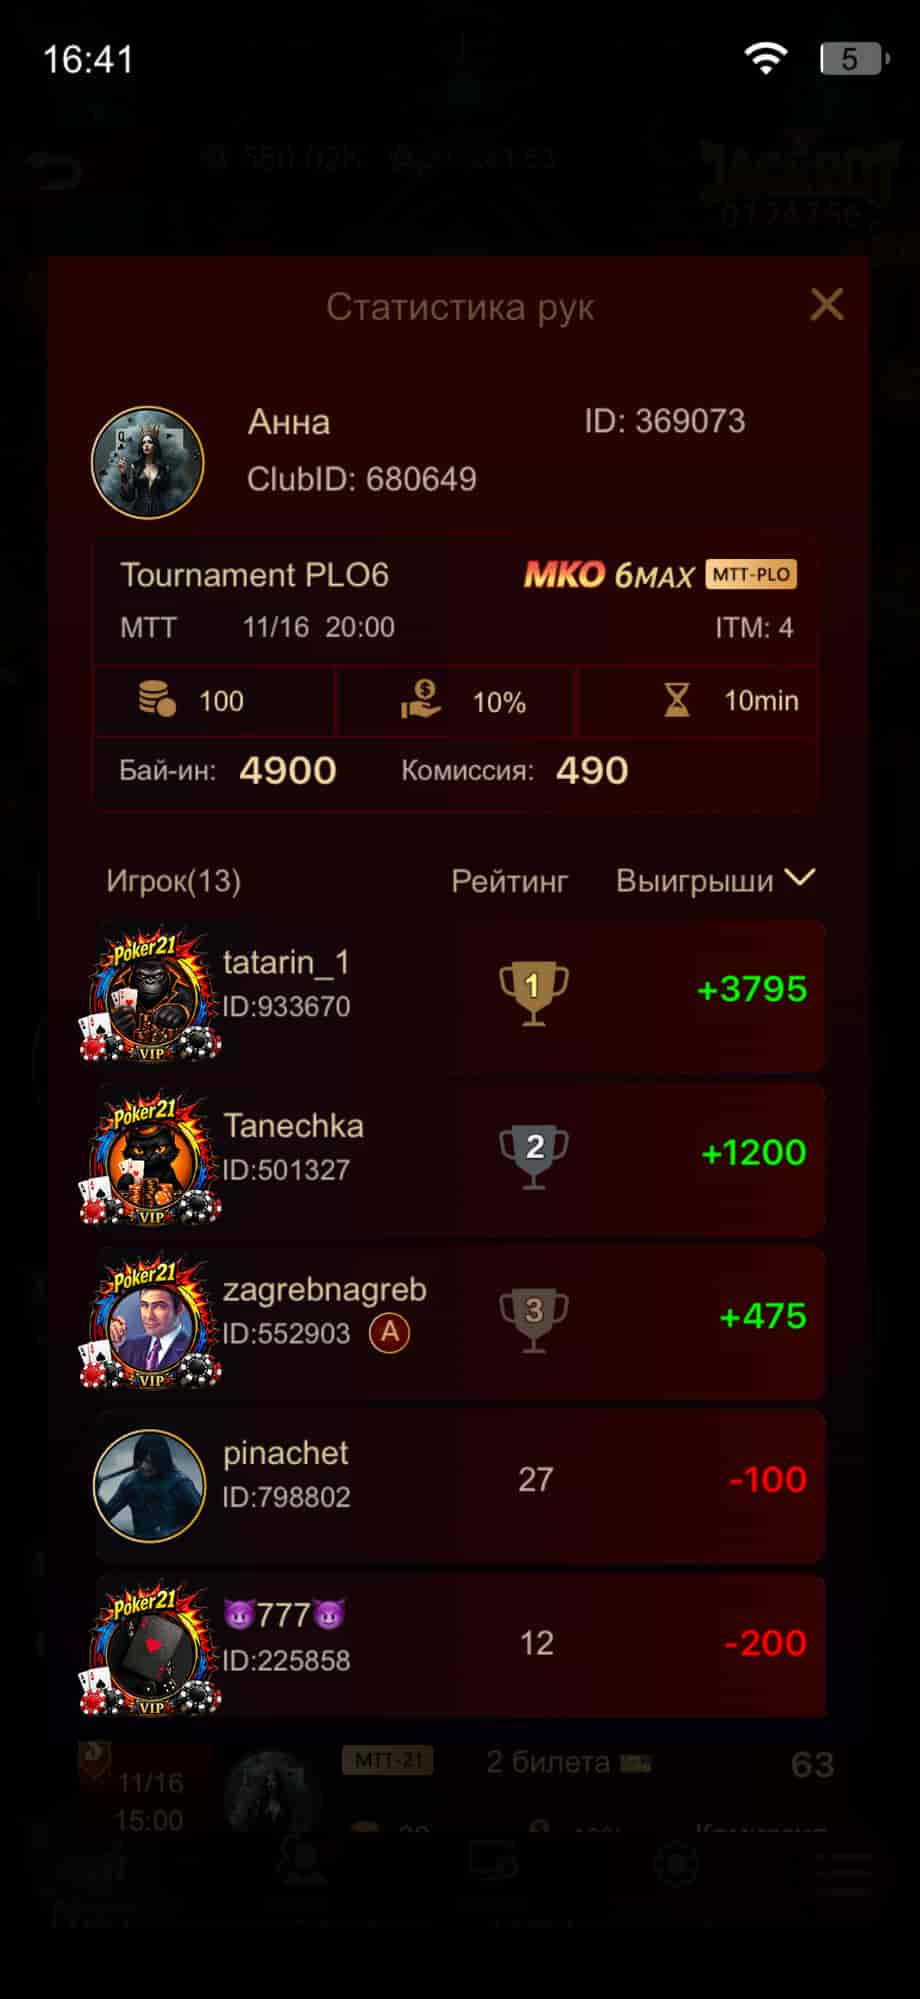 16:41
5
Статистика рук
Анна
ID: 369073
ClubID: 680649
Tournament PLO6
MKO 6MAX MTT-PLO
MTT 11/16 20:00 ITM: 4
100 10% 10min
Бай-ин: 4900 Комиссия: 490
Игрок(13) Рейтинг Выигрыши
Poker21
VIP
tatarin_1
ID:933670
1
+3795
Poker21
VIP
Tanechka
ID:501327
2
+1200
Poker21
VIP
zagrebnagreb
ID:552903 A
3
+475
pinachet
ID:798802
27
-100
Poker21
VIP
😈777😈
ID:225858
12
-200
MTT-21 2 билета 63
11/16
15:00